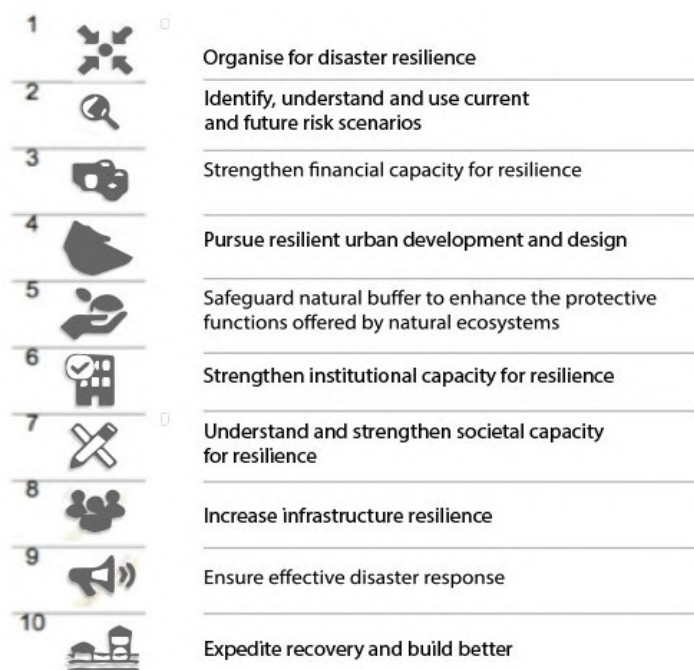 1
Organise for disaster resilience
2
Identify, understand and use current
and future risk scenarios
3
Strengthen financial capacity for resilience
4
Pursue resilient urban development and design
5
Safeguard natural buffer to enhance the protective
functions offered by natural ecosystems
6
Strengthen institutional capacity for resilience
7
Understand and strengthen societal capacity
for resilience
8
Increase infrastructure resilience
9
Ensure effective disaster response
10
Expedite recovery and build better